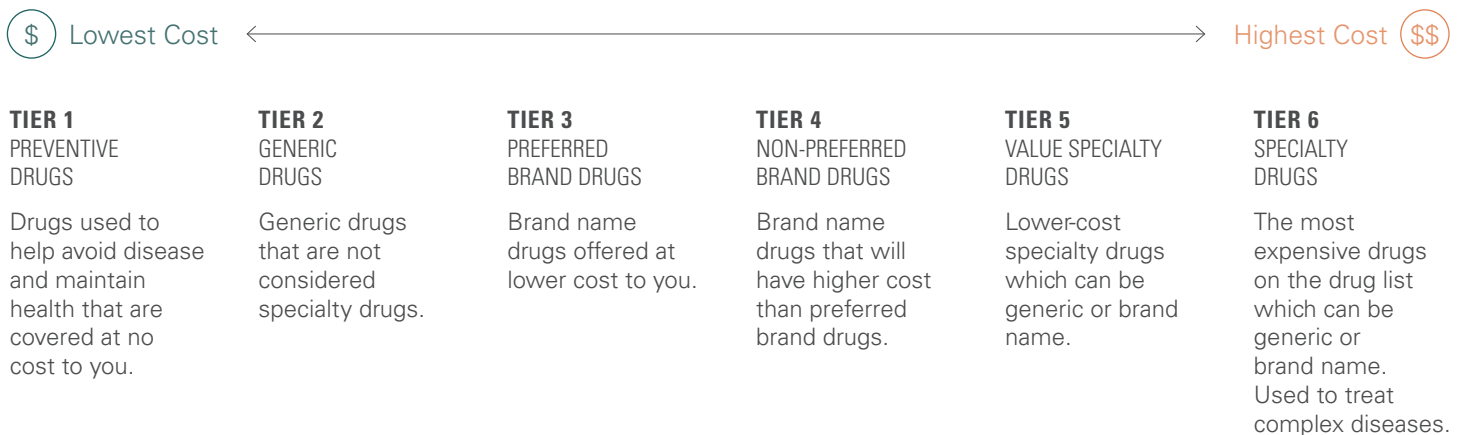 $ Lowest Cost
Highest Cost $$
TIER 1
PREVENTIVE
DRUGS
Drugs used to
help avoid disease
and maintain
health that are
covered at no
cost to you.
TIER 2
GENERIC
DRUGS
Generic drugs
that are not
considered
specialty drugs.
TIER 3
PREFERRED
BRAND DRUGS
Brand name
drugs offered at
lower cost to you.
TIER 4
NON-PREFERRED
BRAND DRUGS
Brand name
drugs that will
have higher cost
than preferred
brand drugs.
TIER 5
VALUE SPECIALTY
DRUGS
Lower-cost
specialty drugs
which can be
generic or brand
name.
TIER 6
SPECIALTY
DRUGS
The most
expensive drugs
on the drug list
which can be
generic or
brand name.
Used to treat
complex diseases.